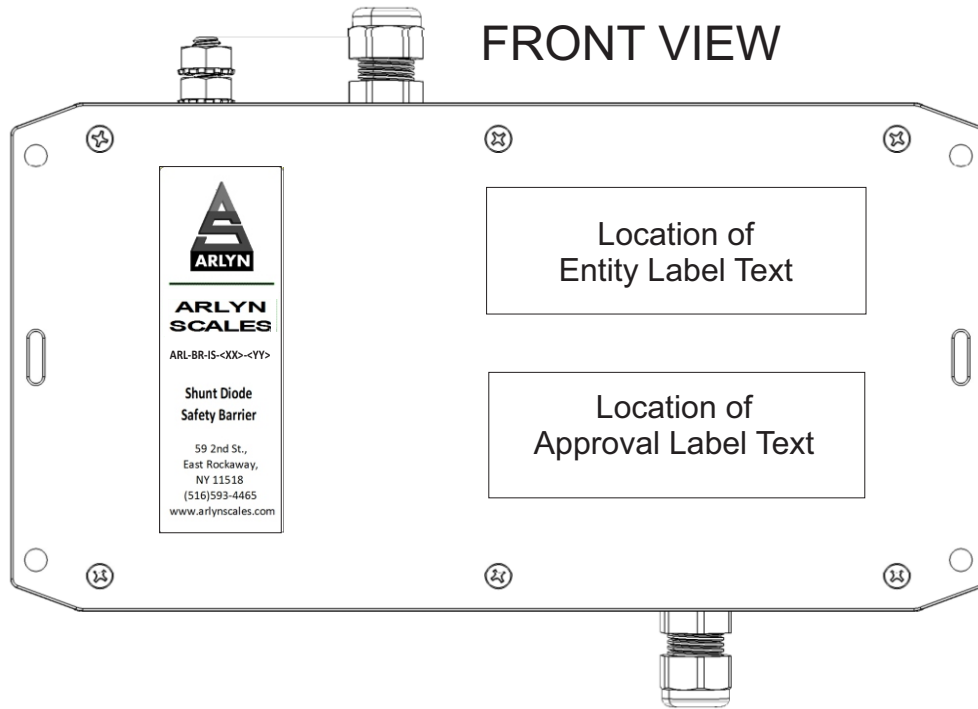 FRONT VIEW
ARLYN
ARLYN
SCALES
ARL-BR-IS-<XX>-<YY>
Shunt Diode
Safety Barrier
59 2nd St.,
East Rockaway,
NY 11518
(516)593-4465
www.arlynscales.com
Location of
Entity Label Text
Location of
Approval Label Text